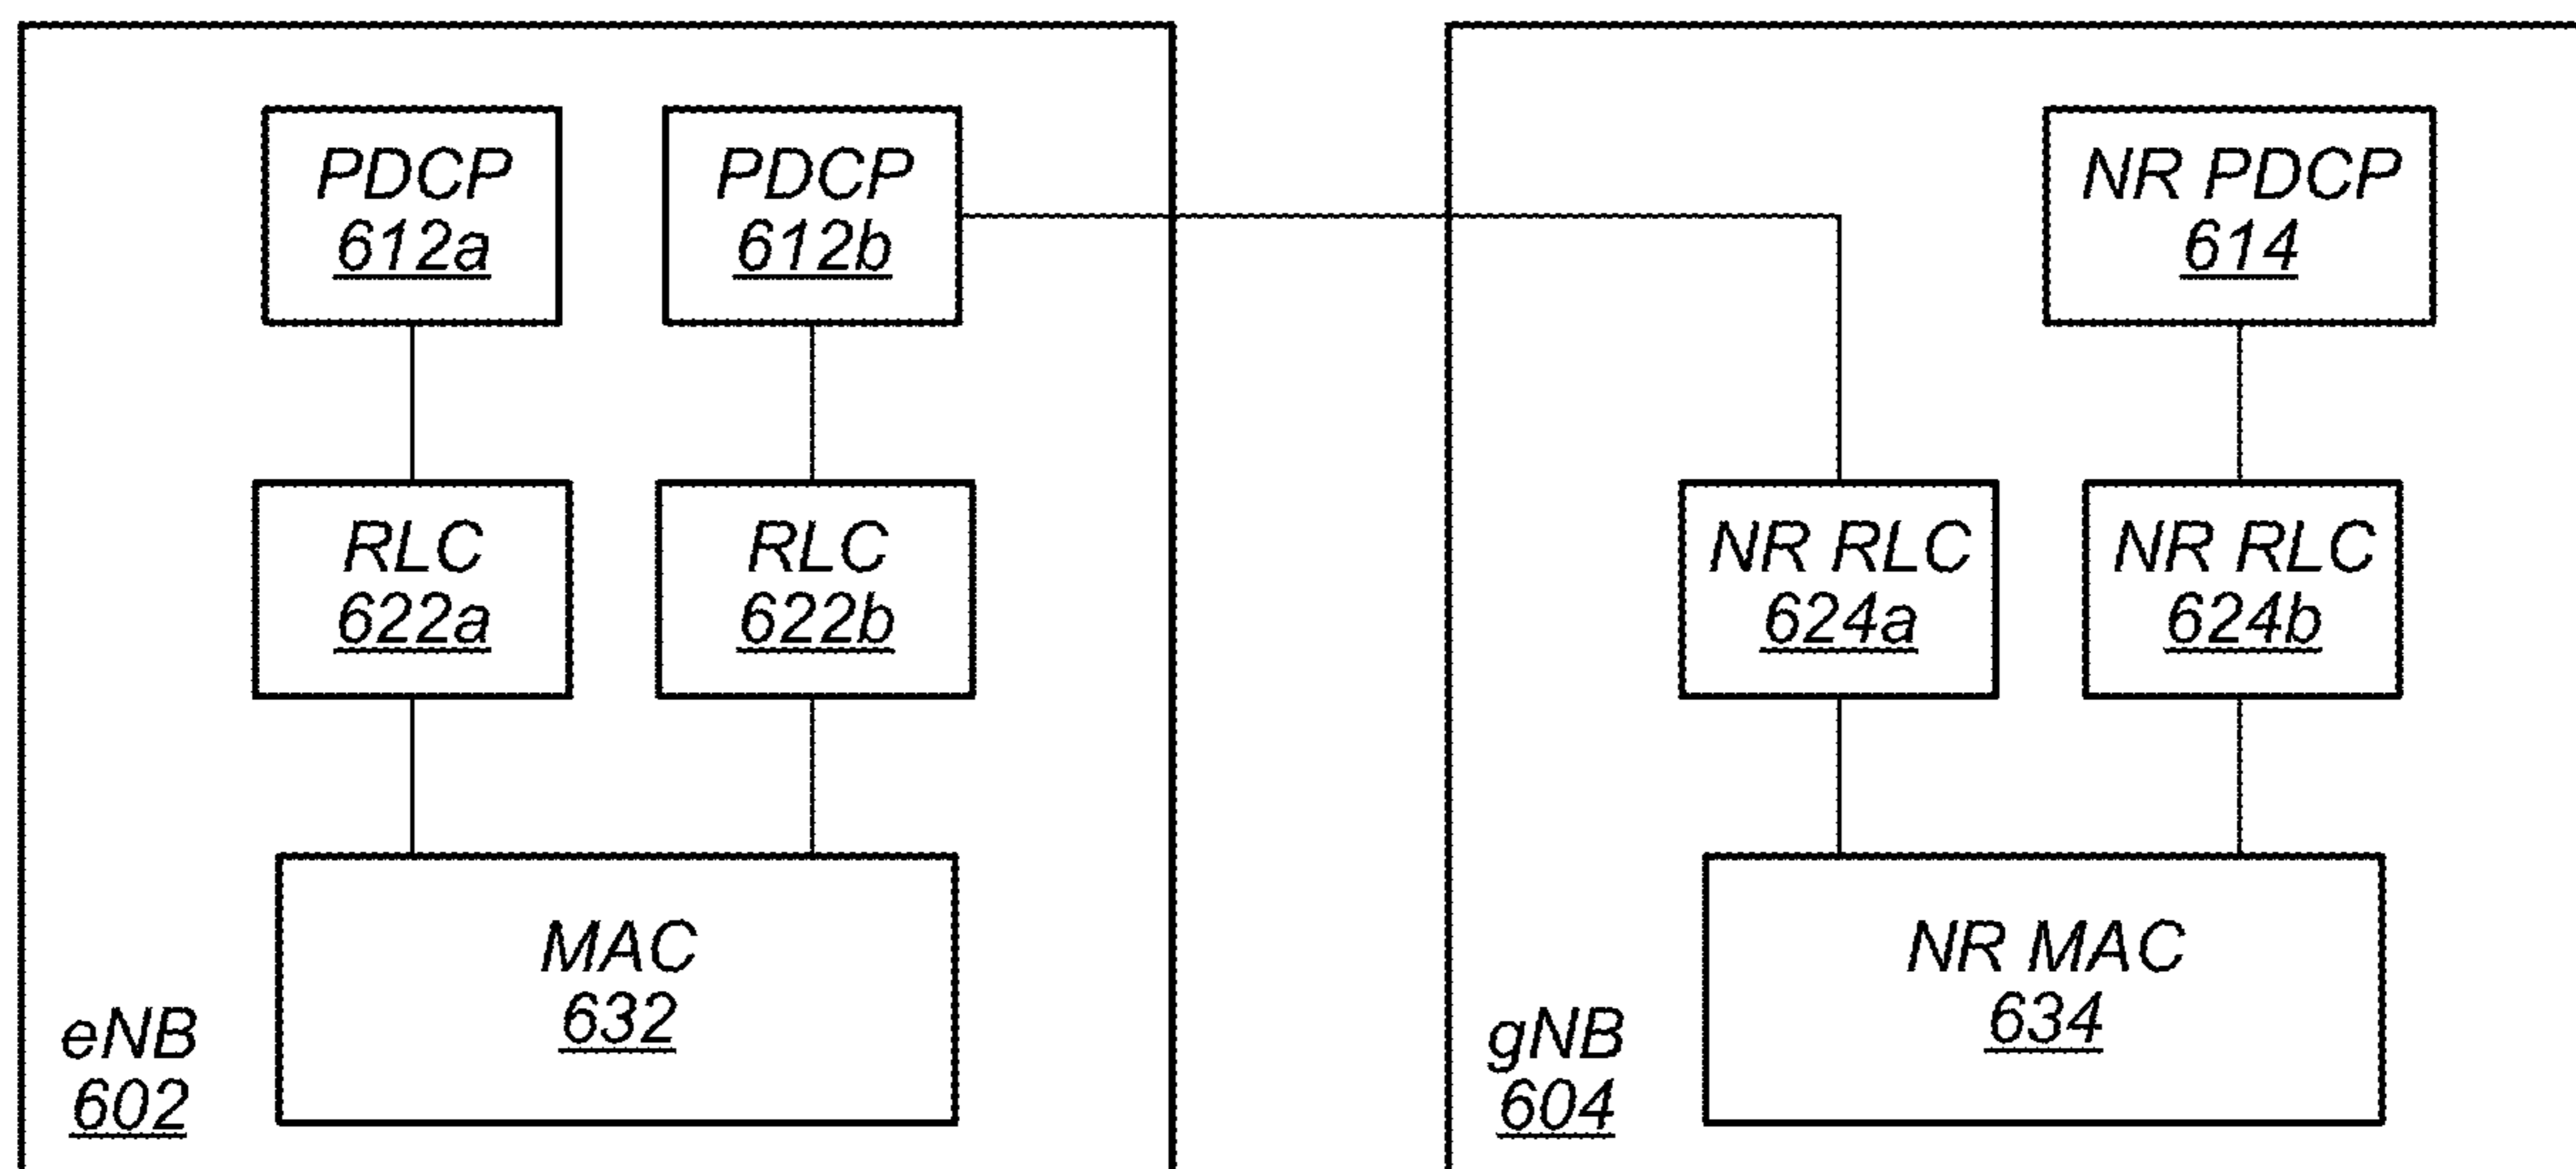 PDCP
612a
PDCP
612b
NR PDCP
614
RLC
622a
RLC
622b
NR RLC
624a
NR RLC
624b
MAC
632
NR MAC
634
eNB
602
gNB
604